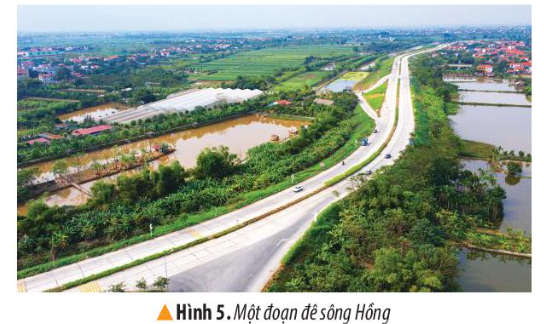 ▲Hình 5. Một đoạn đê sông Hồng